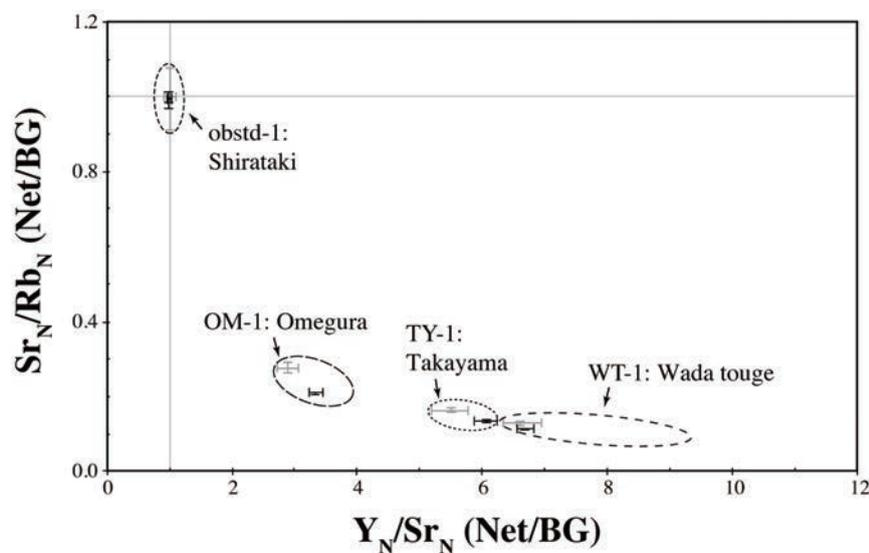 1.2
0.8
0.4
0.0
Sr_N/Rb_N (Net/BG)
obstd-1:
Shirataki
OM-1: Omegura
TY-1:
Takayama
WT-1: Wada touge
0
2
4
6
8
10
12
Y_N/Sr_N (Net/BG)